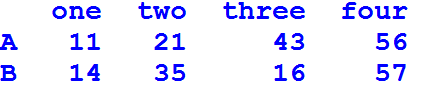 one two three four
A 11 21 43 56
B 14 35 16 57